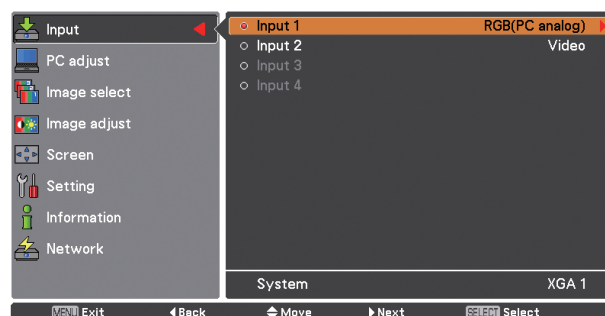 Input
PC adjust
Image select
Image adjust
Screen
Setting
Information
Network
Input 1 RGB(PC analog)
Input 2 Video
Input 3
Input 4
System XGA 1
MENU Exit Back Move Next SELECT Select